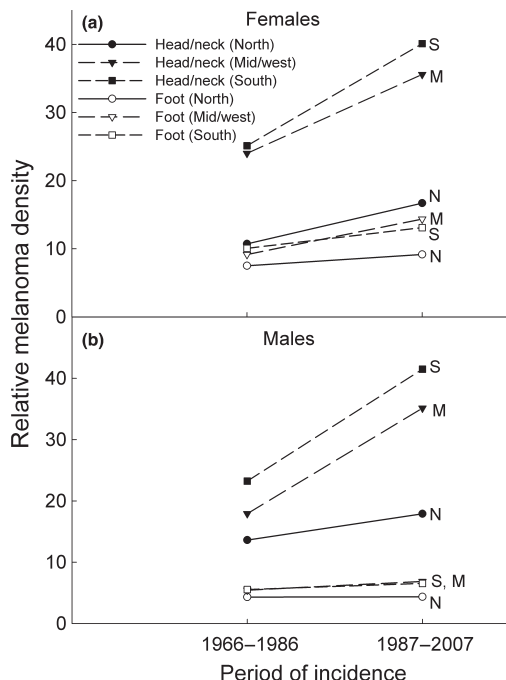 (a)
Females
Head/neck (North)
Head/neck (Mid/west)
Head/neck (South)
Foot (North)
Foot (Mid/west)
Foot (South)
40
30
20
10
0
S
M
N
M
S
N
Relative melanoma density
(b)
Males
40
30
20
10
0
S
M
N
S, M
N
1966–1986
1987–2007
Period of incidence